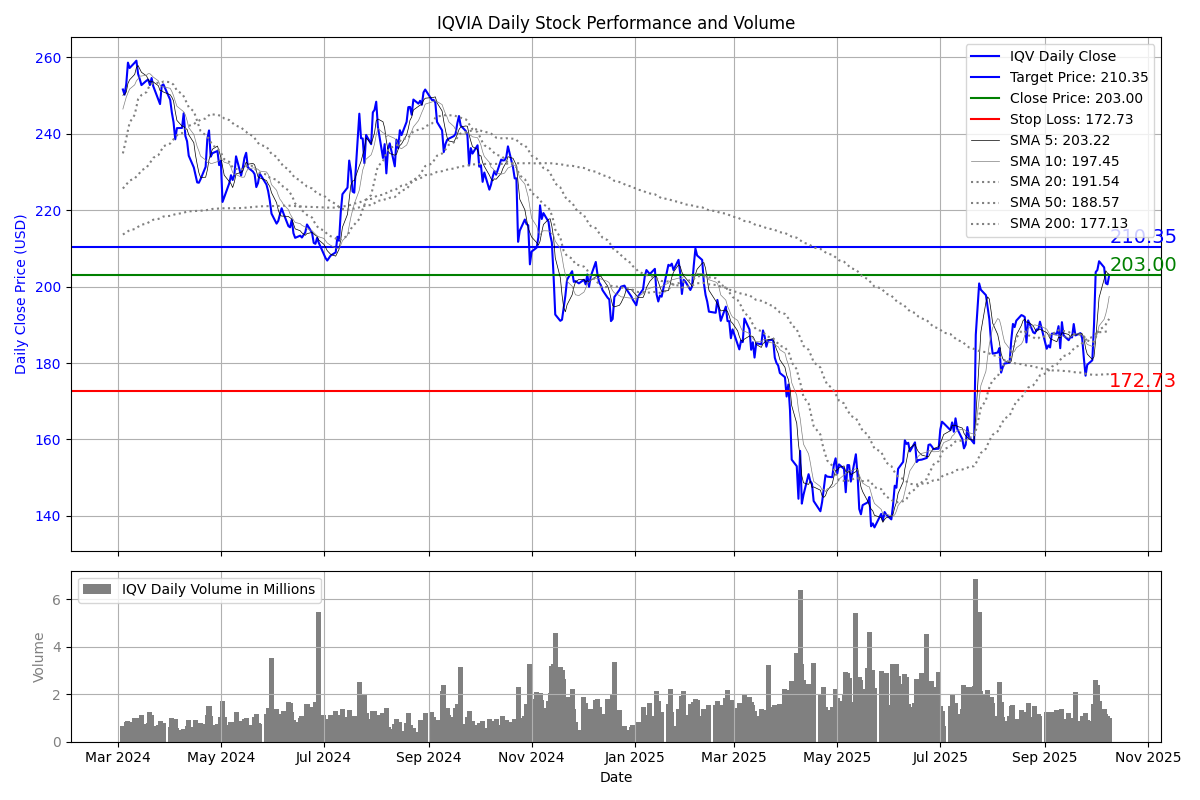 IQVIA Daily Stock Performance and Volume
Daily Close Price (USD)
260
240
220
200
180
160
140
IQV Daily Close
Target Price: 210.35
Close Price: 203.00
Stop Loss: 172.73
SMA 5: 203.22
SMA 10: 197.45
SMA 20: 191.54
SMA 50: 188.57
SMA 200: 177.13
210.35
203.00
172.73
IQV Daily Volume in Millions
Volume
6
4
2
0
Mar 2024 May 2024 Jul 2024 Sep 2024 Nov 2024 Jan 2025 Mar 2025 May 2025 Jul 2025 Sep 2025 Nov 2025
Date